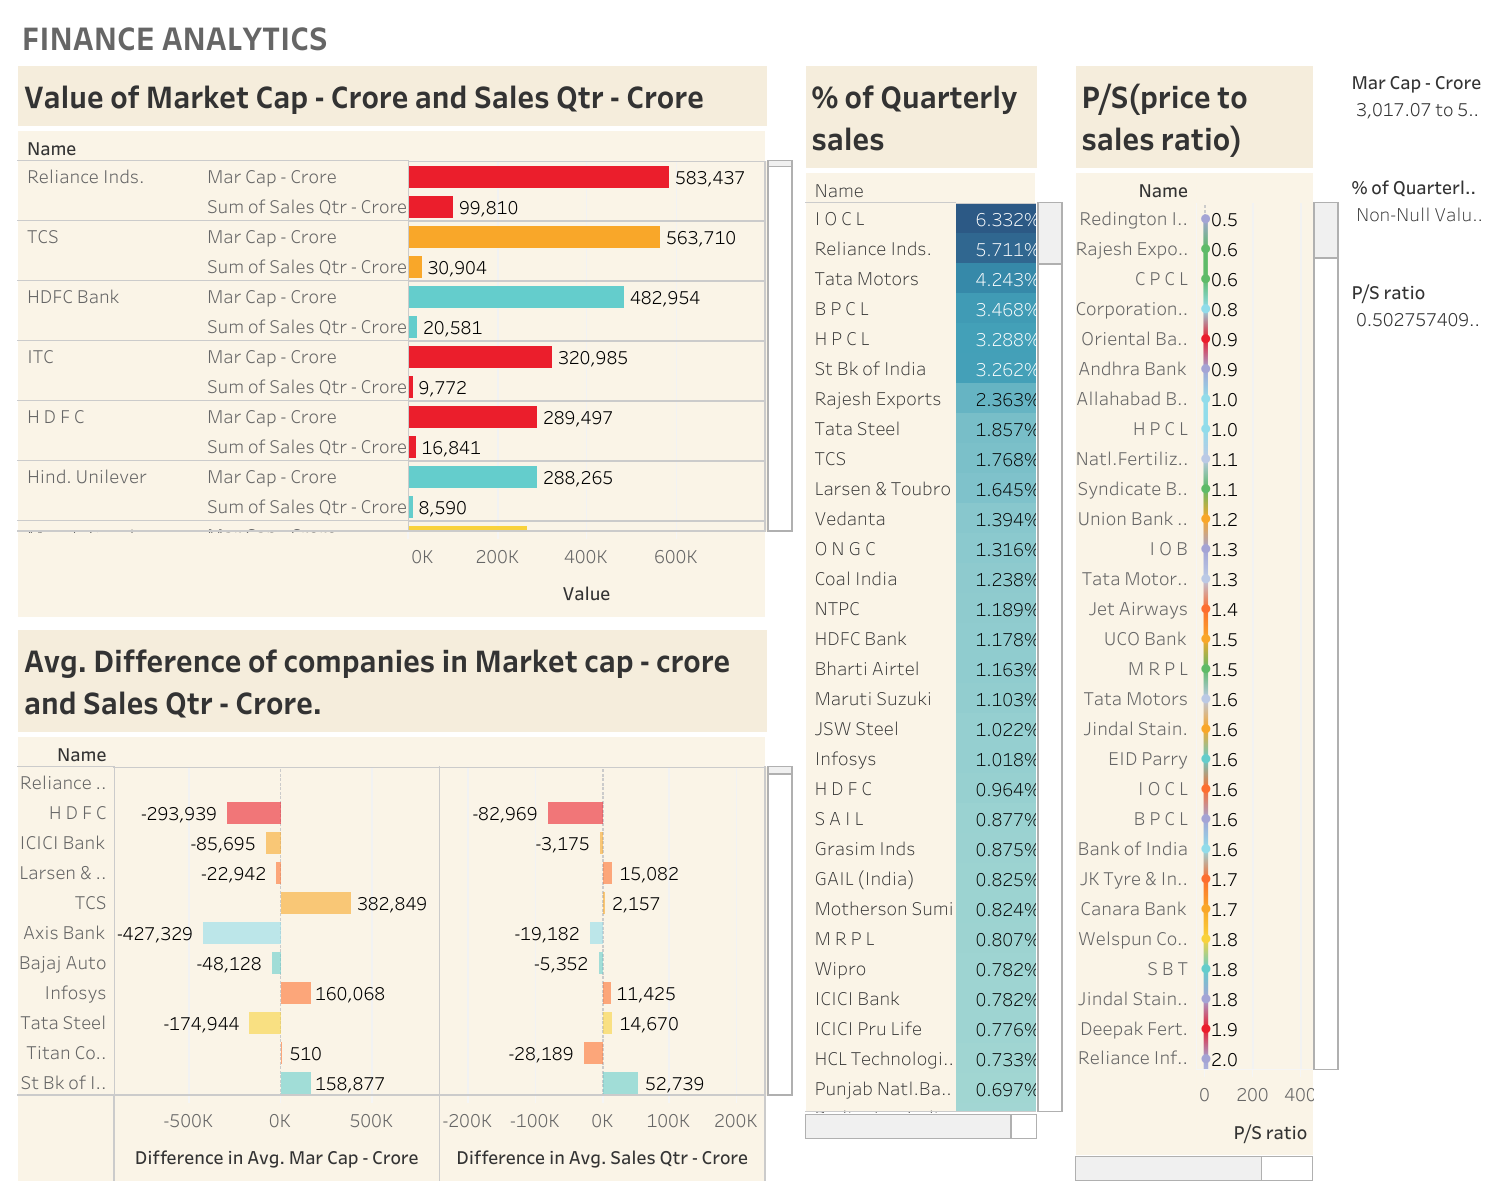 FINANCE ANALYTICS
Value of Market Cap - Crore and Sales Qtr - Crore
Name
Reliance Inds. Mar Cap - Crore 583,437
Sum of Sales Qtr - Crore 99,810
TCS Mar Cap - Crore 563,710
Sum of Sales Qtr - Crore 30,904
HDFC Bank Mar Cap - Crore 482,954
Sum of Sales Qtr - Crore 20,581
ITC Mar Cap - Crore 320,985
Sum of Sales Qtr - Crore 9,772
H D F C Mar Cap - Crore 289,497
Sum of Sales Qtr - Crore 16,841
Hind. Unilever Mar Cap - Crore 288,265
Sum of Sales Qtr - Crore 8,590
0K 200K 400K 600K
Value
Avg. Difference of companies in Market cap - crore
and Sales Qtr - Crore.
Name
Reliance ..
H D F C -293,939 -82,969
ICICI Bank -85,695 -3,175
Larsen & .. -22,942 15,082
TCS 382,849 2,157
Axis Bank -427,329 -19,182
Bajaj Auto -48,128 -5,352
Infosys 160,068 11,425
Tata Steel -174,944 14,670
Titan Co.. 510 -28,189
St Bk of I.. 158,877 52,739
-500K 0K 500K -200K -100K 0K 100K 200K
Difference in Avg. Mar Cap - Crore Difference in Avg. Sales Qtr - Crore
% of Quarterly
sales
Name
I O C L 6.332%
Reliance Inds. 5.711%
Tata Motors 4.243%
B P C L 3.468%
H P C L 3.288%
St Bk of India 3.262%
Rajesh Exports 2.363%
Tata Steel 1.857%
TCS 1.768%
Larsen & Toubro 1.645%
Vedanta 1.394%
O N G C 1.316%
Coal India 1.238%
NTPC 1.189%
HDFC Bank 1.178%
Bharti Airtel 1.163%
Maruti Suzuki 1.103%
JSW Steel 1.022%
Infosys 1.018%
H D F C 0.964%
S A I L 0.877%
Grasim Inds 0.875%
GAIL (India) 0.825%
Motherson Sumi 0.824%
M R P L 0.807%
Wipro 0.782%
ICICI Bank 0.782%
ICICI Pru Life 0.776%
HCL Technologi.. 0.733%
Punjab Natl.Ba.. 0.697%
P/S(price to
sales ratio)
Name
Redington I.. 0.5
Rajesh Expo.. 0.6
C P C L 0.6
Corporation.. 0.8
Oriental Ba.. 0.9
Andhra Bank 0.9
Allahabad B.. 1.0
H P C L 1.0
Natl.Fertiliz.. 1.1
Syndicate B.. 1.1
Union Bank .. 1.2
I O B 1.3
Tata Motor.. 1.3
Jet Airways 1.4
UCO Bank 1.5
M R P L 1.5
Tata Motors 1.6
Jindal Stain. 1.6
EID Parry 1.6
I O C L 1.6
B P C L 1.6
Bank of India 1.6
JK Tyre & In.. 1.7
Canara Bank 1.7
Welspun Co.. 1.8
S B T 1.8
Jindal Stain.. 1.8
Deepak Fert. 1.9
Reliance Inf.. 2.0
0 200 400
P/S ratio
Mar Cap - Crore
3,017.07 to 5..
% of Quarterl..
Non-Null Valu..
P/S ratio
0.502757409..